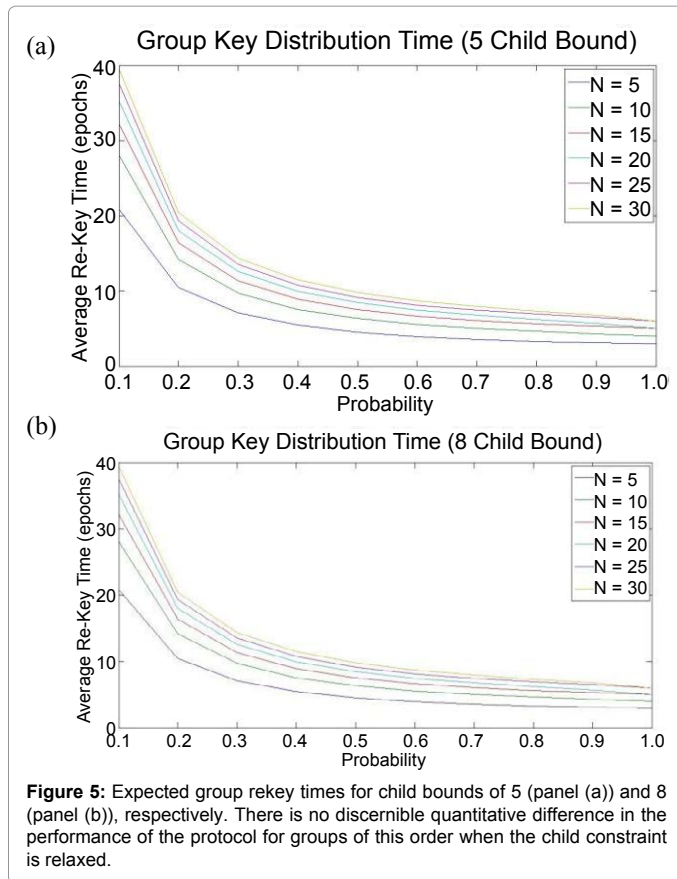 (a)
Group Key Distribution Time (5 Child Bound)
Average Re-Key Time (epochs)
40
30
20
10
0
N = 5
N = 10
N = 15
N = 20
N = 25
N = 30
0.1 0.2 0.3 0.4 0.5 0.6 0.7 0.8 0.9 1.0
Probability
(b)
Group Key Distribution Time (8 Child Bound)
Average Re-Key Time (epochs)
40
30
20
10
0
N = 5
N = 10
N = 15
N = 20
N = 25
N = 30
0.1 0.2 0.3 0.4 0.5 0.6 0.7 0.8 0.9 1.0
Probability
Figure 5: Expected group rekey times for child bounds of 5 (panel (a)) and 8
(panel (b)), respectively. There is no discernible quantitative difference in the
performance of the protocol for groups of this order when the child constraint
is relaxed.